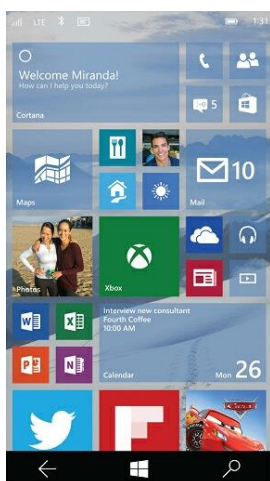 LTE
1:31
Welcome Miranda!
How can I help you today?
Cortana
5
Maps
10
Mail
Photos
Xbox
W
X
Interview new consultant
Fourth Coffee
10:00 AM
P
N
Calendar
Mon 26
Cars